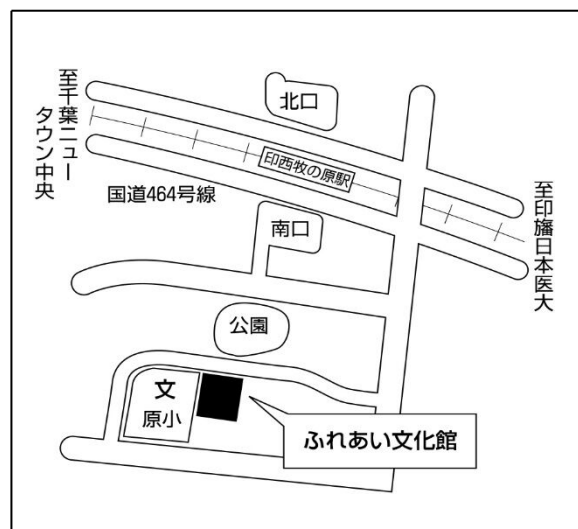 至千葉ニュー
タウン中央
北口
印西牧の原駅
国道464号線
至印旛日本医大
南口
公園
文
原小
ふれあい文化館